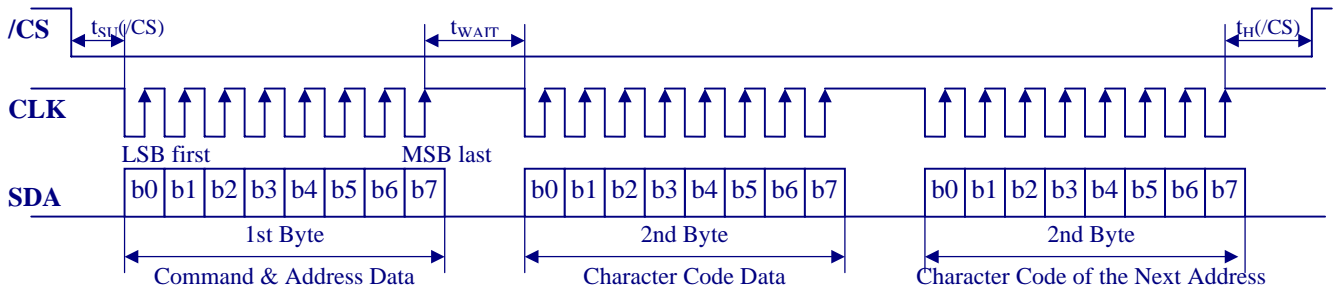 /CS tSU(/CS) tWAIT tH(/CS)
CLK
LSB first MSB last
SDA b0 b1 b2 b3 b4 b5 b6 b7 b0 b1 b2 b3 b4 b5 b6 b7 b0 b1 b2 b3 b4 b5 b6 b7
1st Byte 2nd Byte 2nd Byte
Command & Address Data Character Code Data Character Code of the Next Address